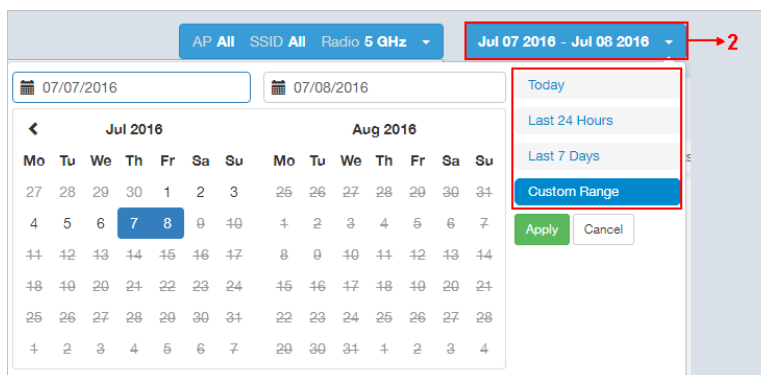 AP All SSID All Radio 5 GHz
Jul 07 2016 - Jul 08 2016
2
07/07/2016
07/08/2016
Jul 2016
Mo Tu We Th Fr Sa Su
27 28 29 30 1 2 3
4 5 6 7 8 9 10
11 12 13 14 15 16 17
18 19 20 21 22 23 24
25 26 27 28 29 30 31
1 2 3 4 5 6 7
Aug 2016
Mo Tu We Th Fr Sa Su
25 26 27 28 29 30 31
1 2 3 4 5 6 7
8 9 10 11 12 13 14
15 16 17 18 19 20 21
22 23 24 25 26 27 28
29 30 31 1 2 3 4
Today
Last 24 Hours
Last 7 Days
Custom Range
Apply Cancel